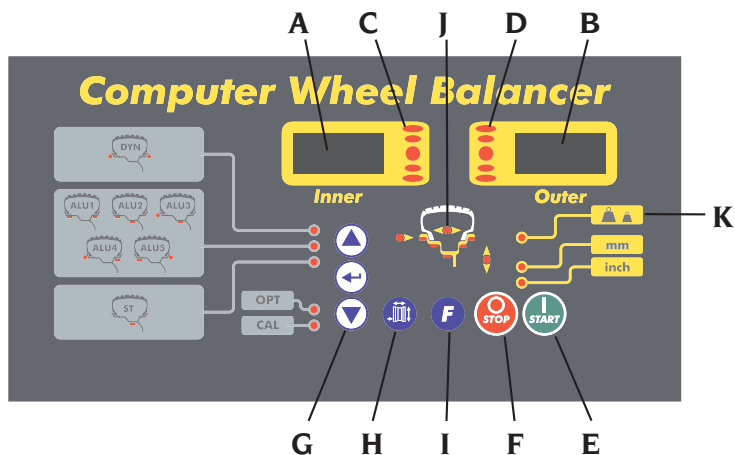 A C J D B
Computer Wheel Balancer
DYN
Inner
Outer
K
ALU1 ALU2 ALU3
ALU4 ALU5
mm
inch
ST
OPT
CAL
F
STOP
START
G H I F E